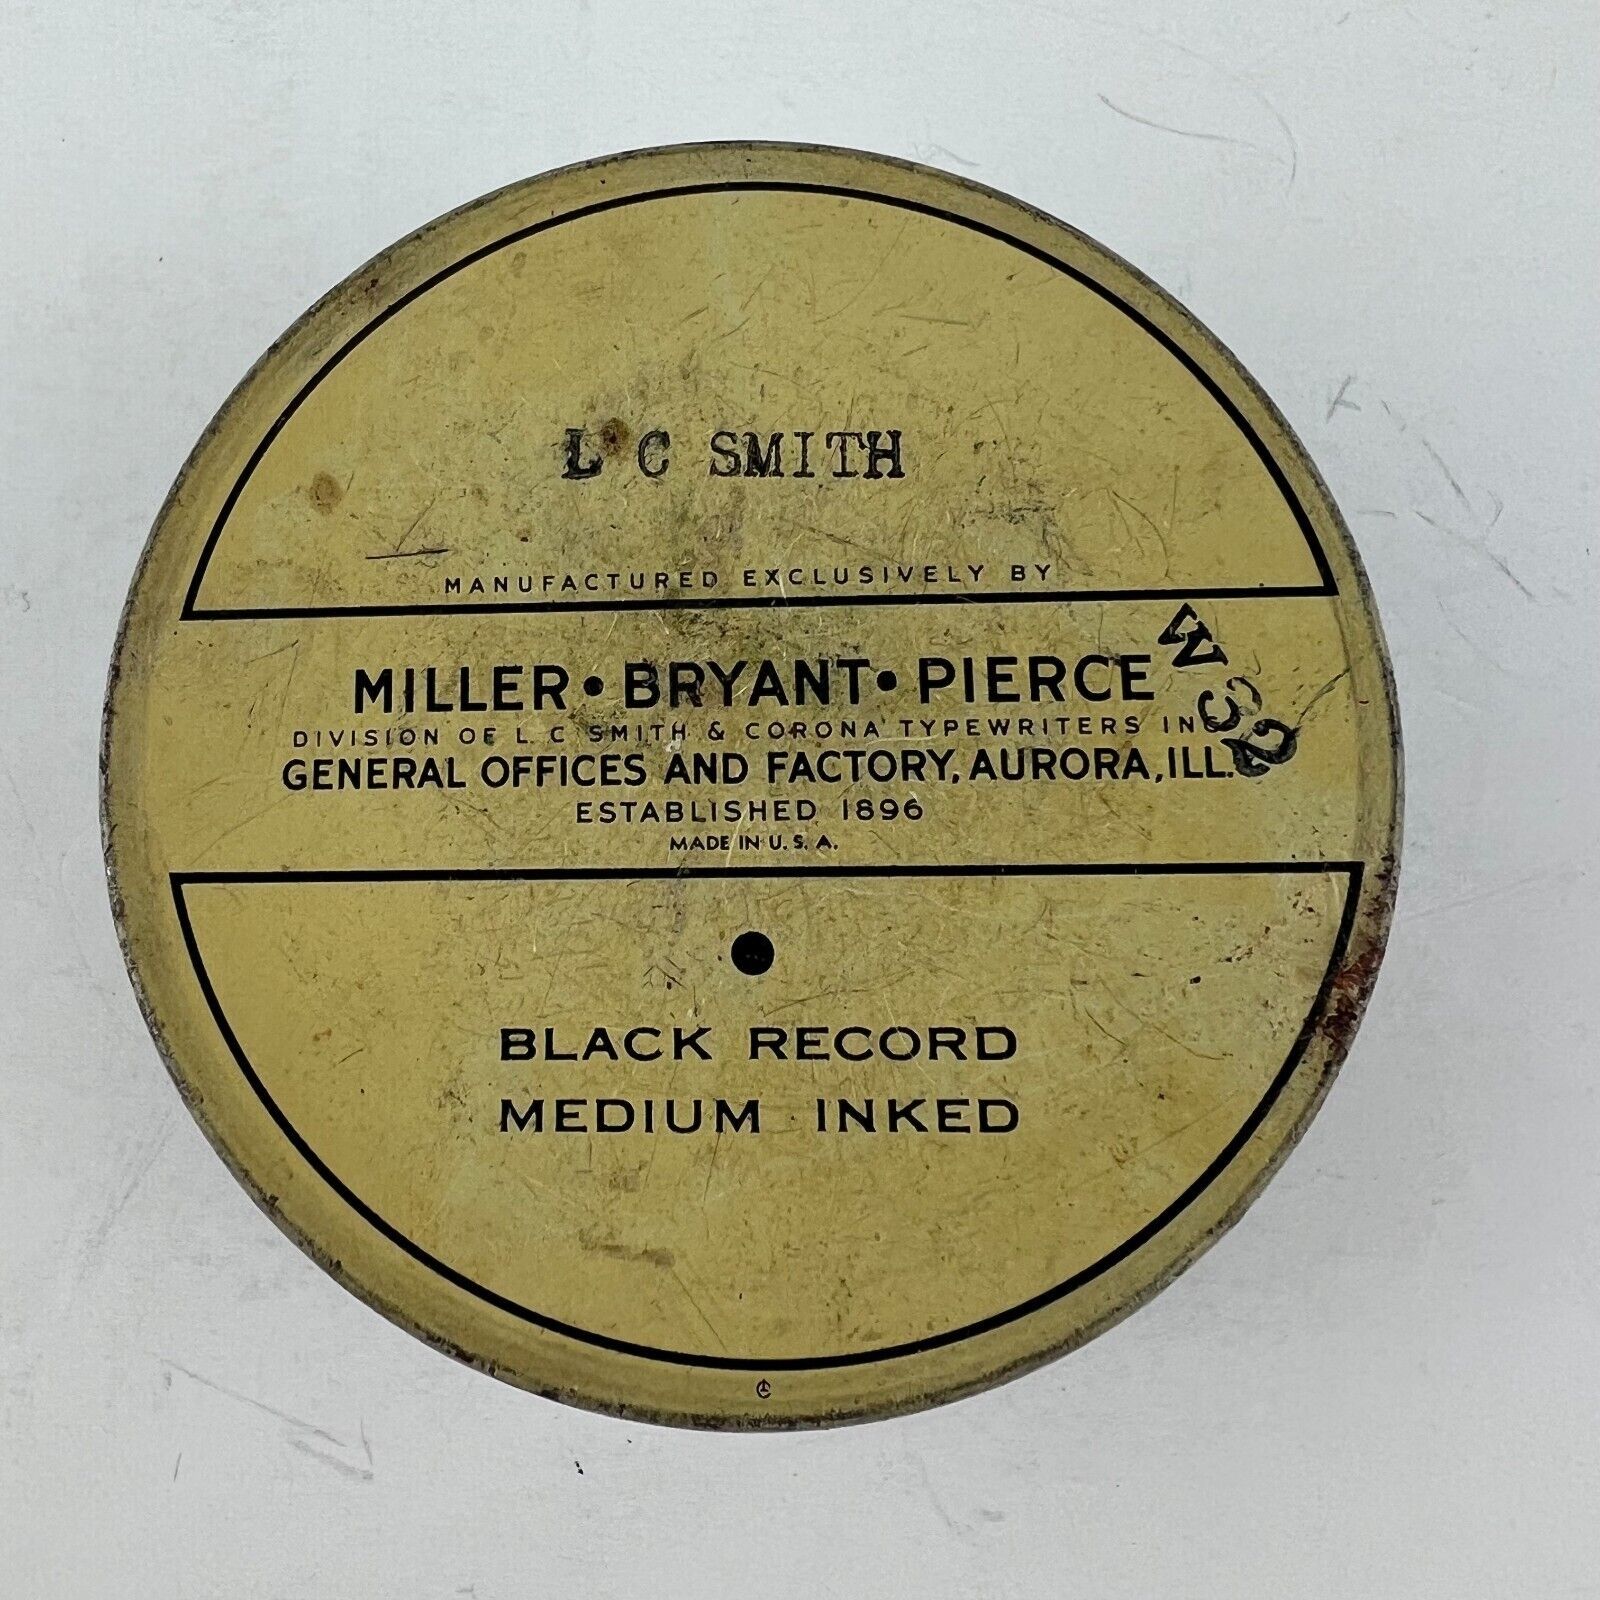 L C SMITH
MANUFACTURED EXCLUSIVELY BY
MILLER • BRYANT • PIERCE
DIVISION OF L C SMITH & CORONA TYPEWRITERS INC
GENERAL OFFICES AND FACTORY, AURORA, ILL.
ESTABLISHED 1896
MADE IN U. S. A.
BLACK RECORD
MEDIUM INKED